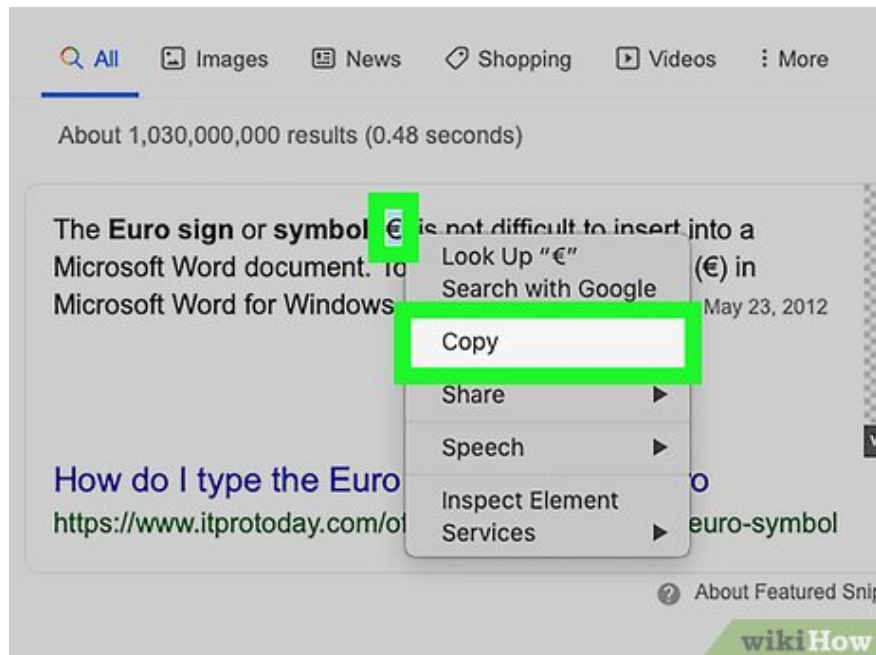 All Images News Shopping Videos More
About 1,030,000,000 results (0.48 seconds)
The Euro sign or symbol € is not difficult to insert into a
Microsoft Word document. To (€) in
Microsoft Word for Windows May 23, 2012
Look Up “€”
Search with Google
Copy
Share
Speech
Inspect Element
Services
How do I type the Euro
https://www.itprotoday.com/of euro-symbol
About Featured Snip
wikiHow